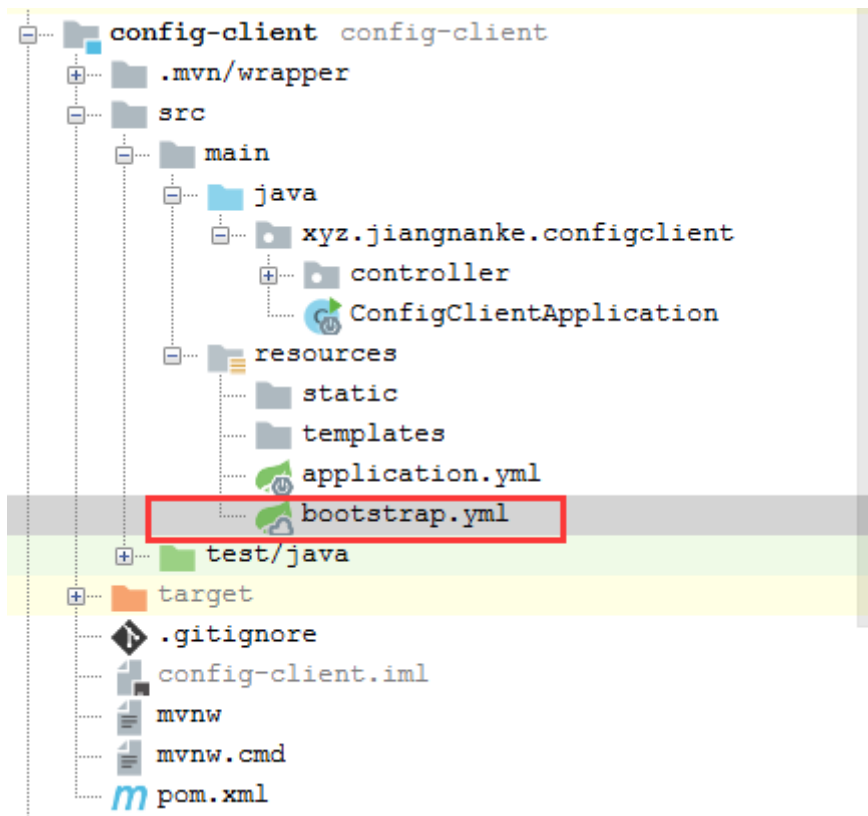 config-client config-client
.mvn/wrapper
src
main
java
xyz.jiangnanke.configclient
controller
ConfigClientApplication
resources
static
templates
application.yml
bootstrap.yml
test/java
target
.gitignore
config-client.iml
mvnw
mvnw.cmd
pom.xml